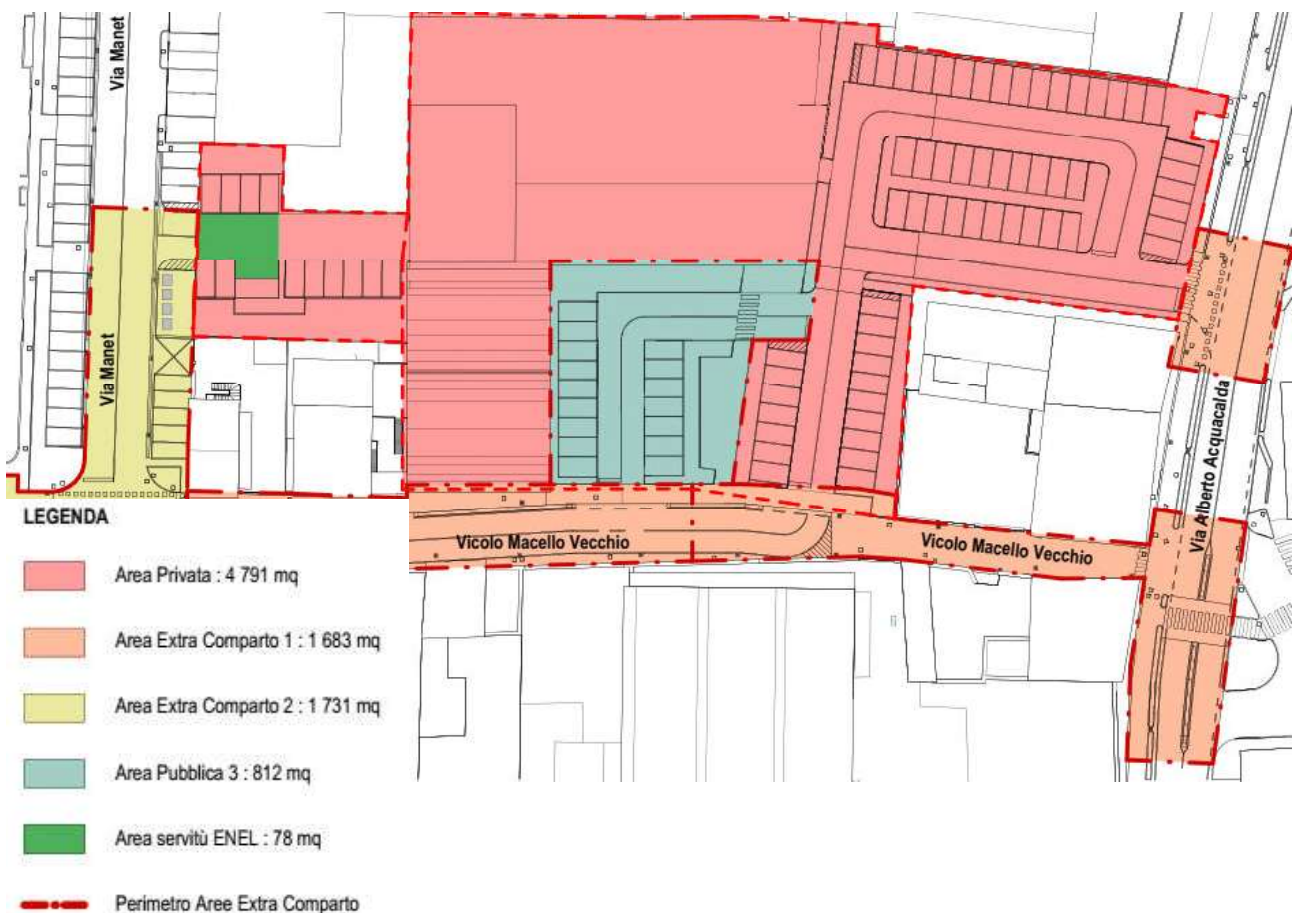 Via Manet
Via Manet
Via Alberto Acquacalda
Vicolo Macello Vecchio
Vicolo Macello Vecchio
LEGENDA
Area Privata : 4 791 mq
Area Extra Comparto 1 : 1 683 mq
Area Extra Comparto 2 : 1 731 mq
Area Pubblica 3 : 812 mq
Area servitù ENEL : 78 mq
Perimetro Aree Extra Comparto